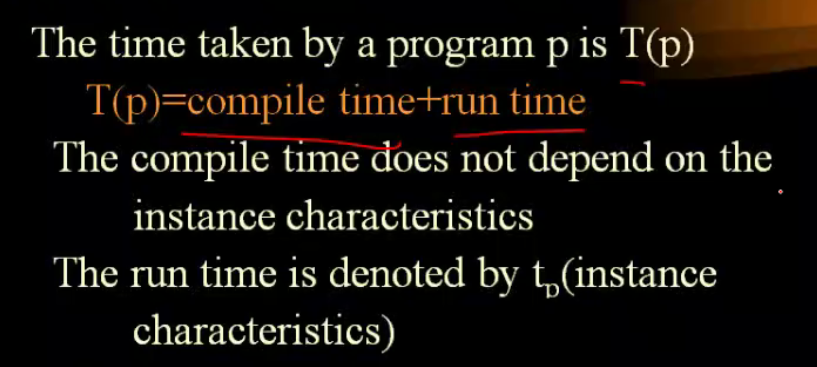 The time taken by a program p is T(p)
T(p)=compile time+run time
The compile time does not depend on the
instance characteristics
The run time is denoted by tₚ(instance
characteristics)